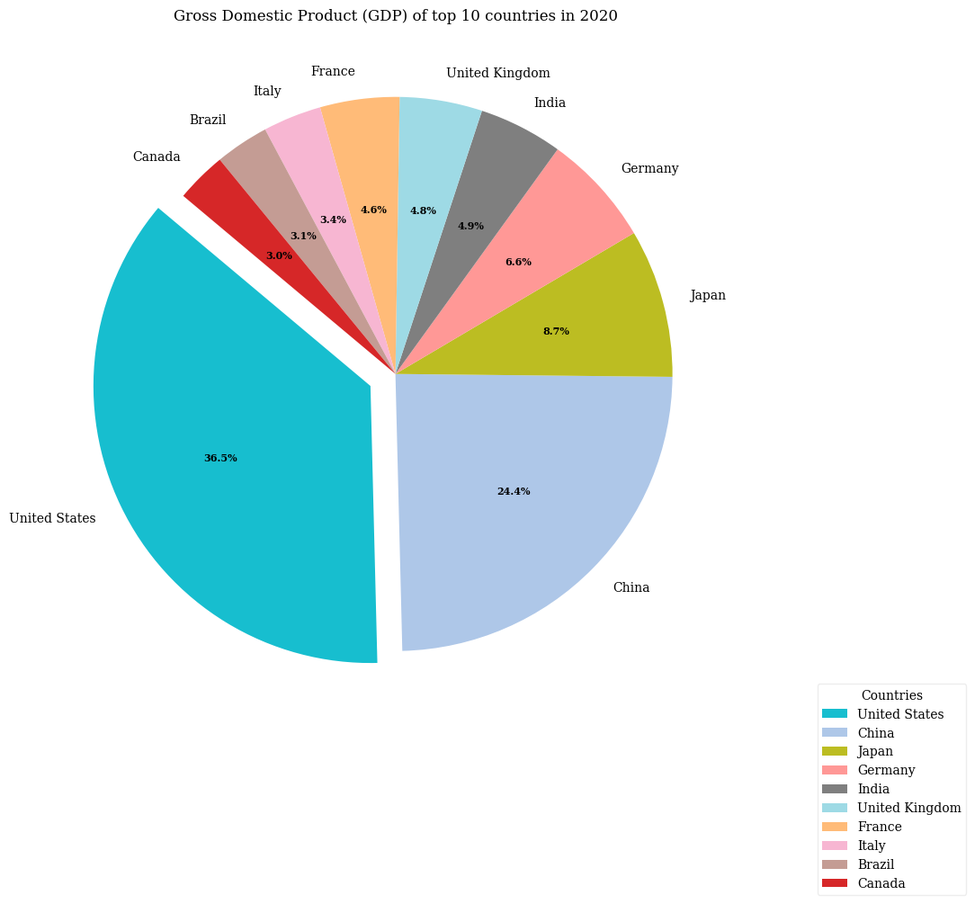 Gross Domestic Product (GDP) of top 10 countries in 2020
France
United Kingdom
Italy
India
Brazil
Canada
Germany
3.4%
4.6%
4.8%
4.9%
3.1%
3.0%
6.6%
Japan
8.7%
36.5%
24.4%
United States
China
Countries
United States
China
Japan
Germany
India
United Kingdom
France
Italy
Brazil
Canada